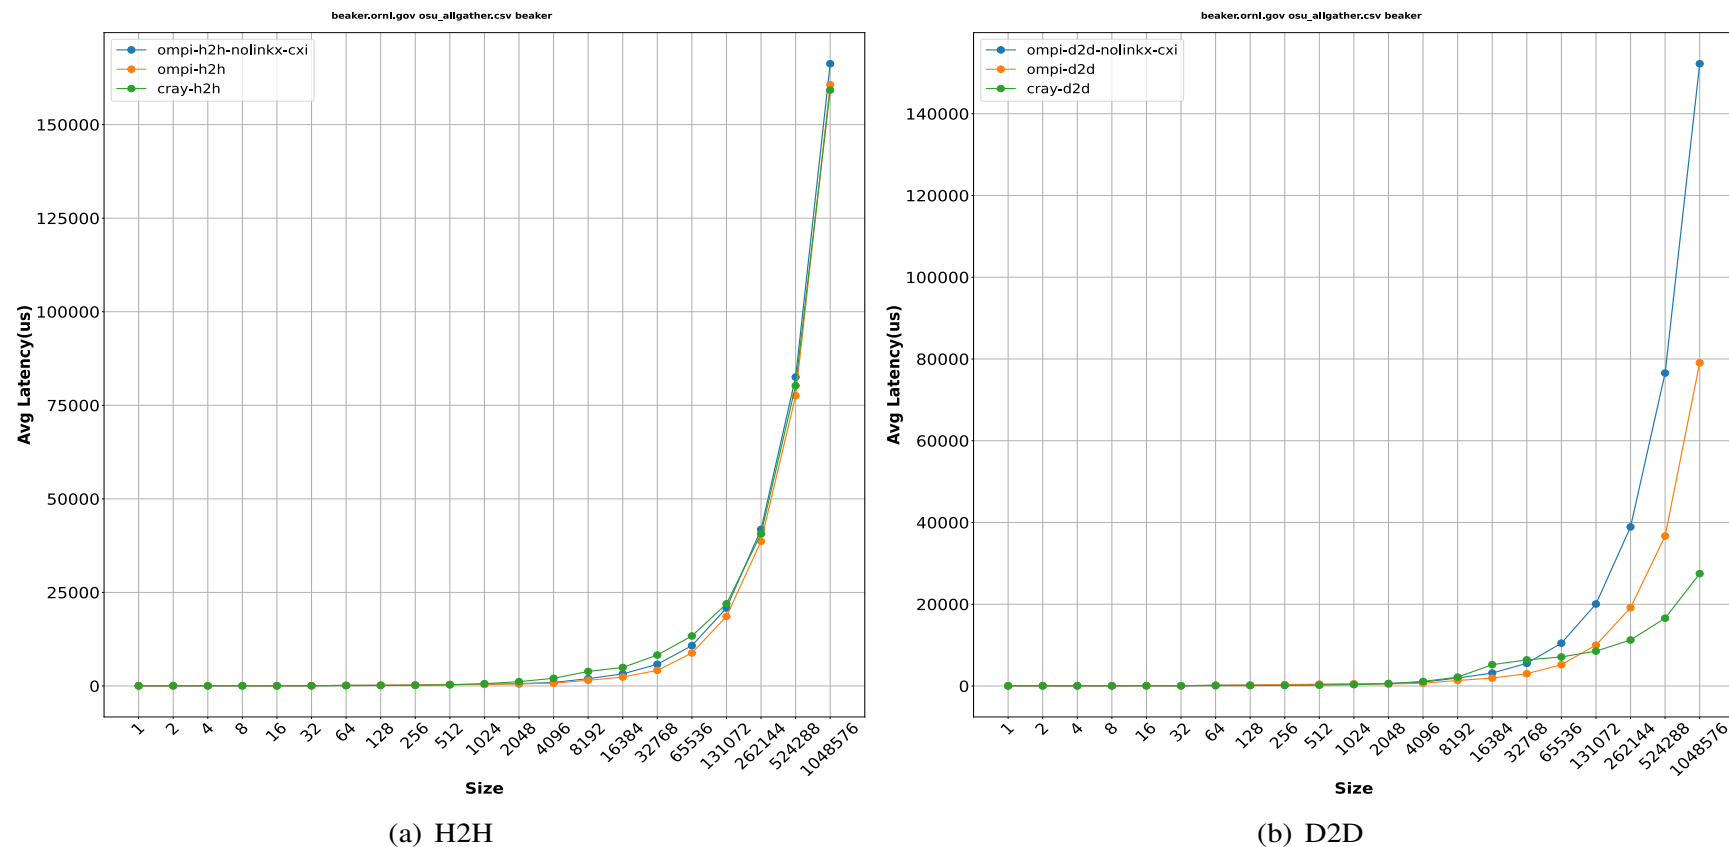 beaker.ornl.gov osu_allgather.csv beaker
ompi-h2h-nolinkx-cxi
ompi-h2h
cray-h2h
150000
125000
100000
75000
50000
25000
0
Avg Latency(us)
1 2 4 8 16 32 64 128 256 512 1024 2048 4096 8192 16384 32768 65536 131072 262144 524288 1048576
Size
(a) H2H
beaker.ornl.gov osu_allgather.csv beaker
ompi-d2d-nolinkx-cxi
ompi-d2d
cray-d2d
140000
120000
100000
80000
60000
40000
20000
0
Avg Latency(us)
1 2 4 8 16 32 64 128 256 512 1024 2048 4096 8192 16384 32768 65536 131072 262144 524288 1048576
Size
(b) D2D